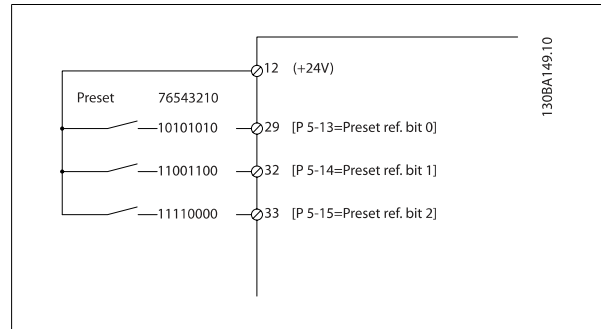 12 (+24V)
Preset 76543210
10101010 29 [P 5-13=Preset ref. bit 0]
11001100 32 [P 5-14=Preset ref. bit 1]
11110000 33 [P 5-15=Preset ref. bit 2]
130BA149.10